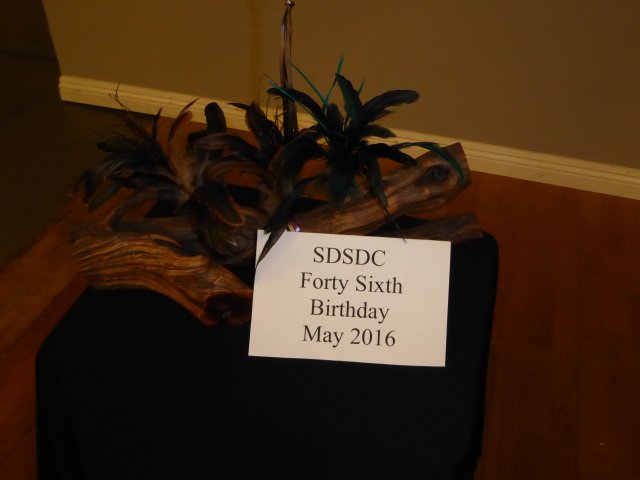 SDSDC
Forty Sixth
Birthday
May 2016